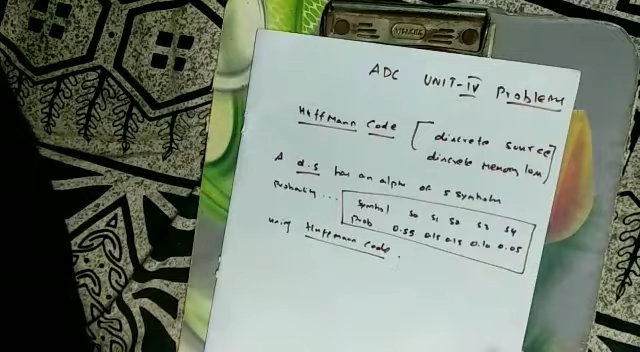 ADC UNIT-IV Problem
Huffmann Code [discrete source
discrete memory less]
A d.s has an alph of 5 symbols
probability ...
Symbol S0 S1 S2 S3 S4
Prob 0.55 0.15 0.15 0.10 0.05
using Huffmann Code.